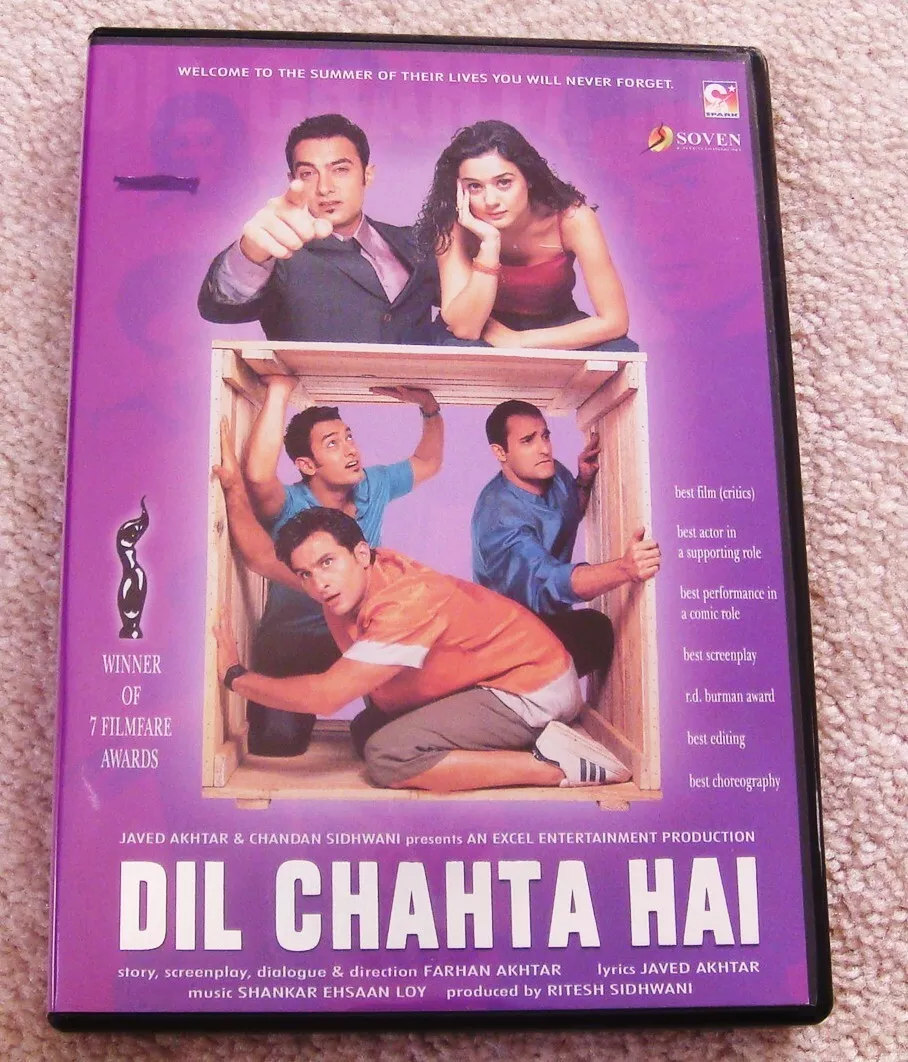 WELCOME TO THE SUMMER OF THEIR LIVES YOU WILL NEVER FORGET.
SPARK
SOVEN
best film (critics)
best actor in
a supporting role
best performance in
a comic role
best screenplay
r.d. burman award
best editing
best choreography
WINNER
OF
7 FILMFARE
AWARDS
JAVED AKHTAR & CHANDAN SIDHWANI presents AN EXCEL ENTERTAINMENT PRODUCTION
DIL CHAHTA HAI
story, screenplay, dialogue & direction FARHAN AKHTAR lyrics JAVED AKHTAR
music SHANKAR EHSAAN LOY produced by RITESH SIDHWANI